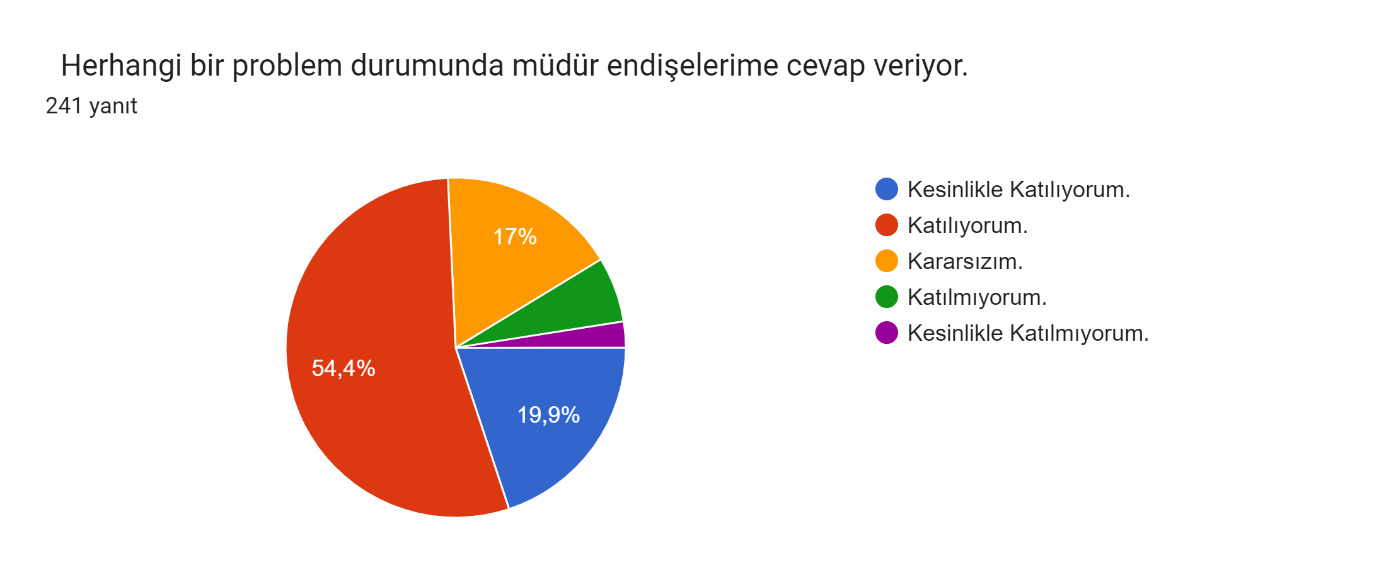 Herhangi bir problem durumunda müdür endişelerime cevap veriyor.
241 yanıt
17%
54,4%
19,9%
Kesinlikle Katılıyorum.
Katılıyorum.
Kararsızım.
Katılmıyorum.
Kesinlikle Katılmıyorum.